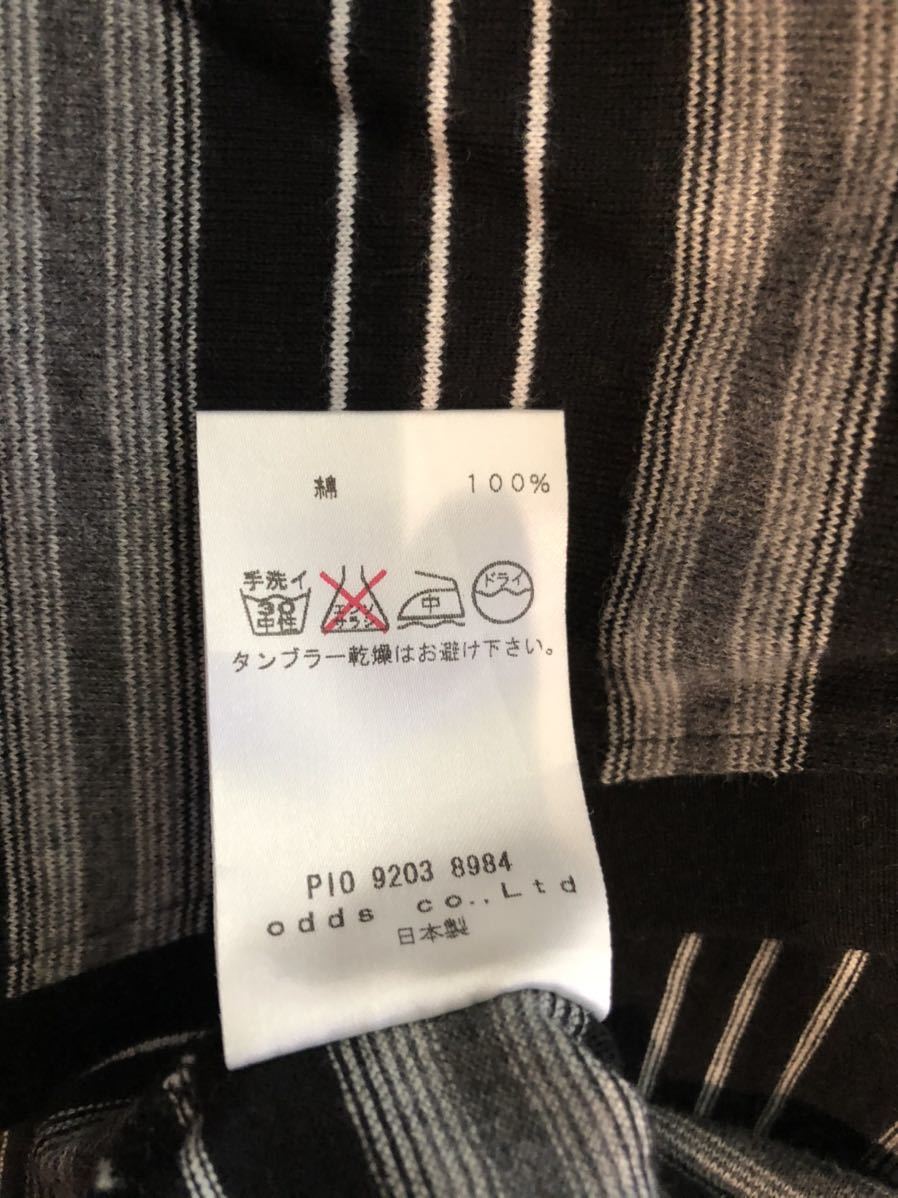 綿 100%
手洗イ
30 中性
エンソ サラシ
中
ドライ
タンブラー乾燥はお避け下さい。
PIO 9203 8984
odds co.,Ltd
日本製